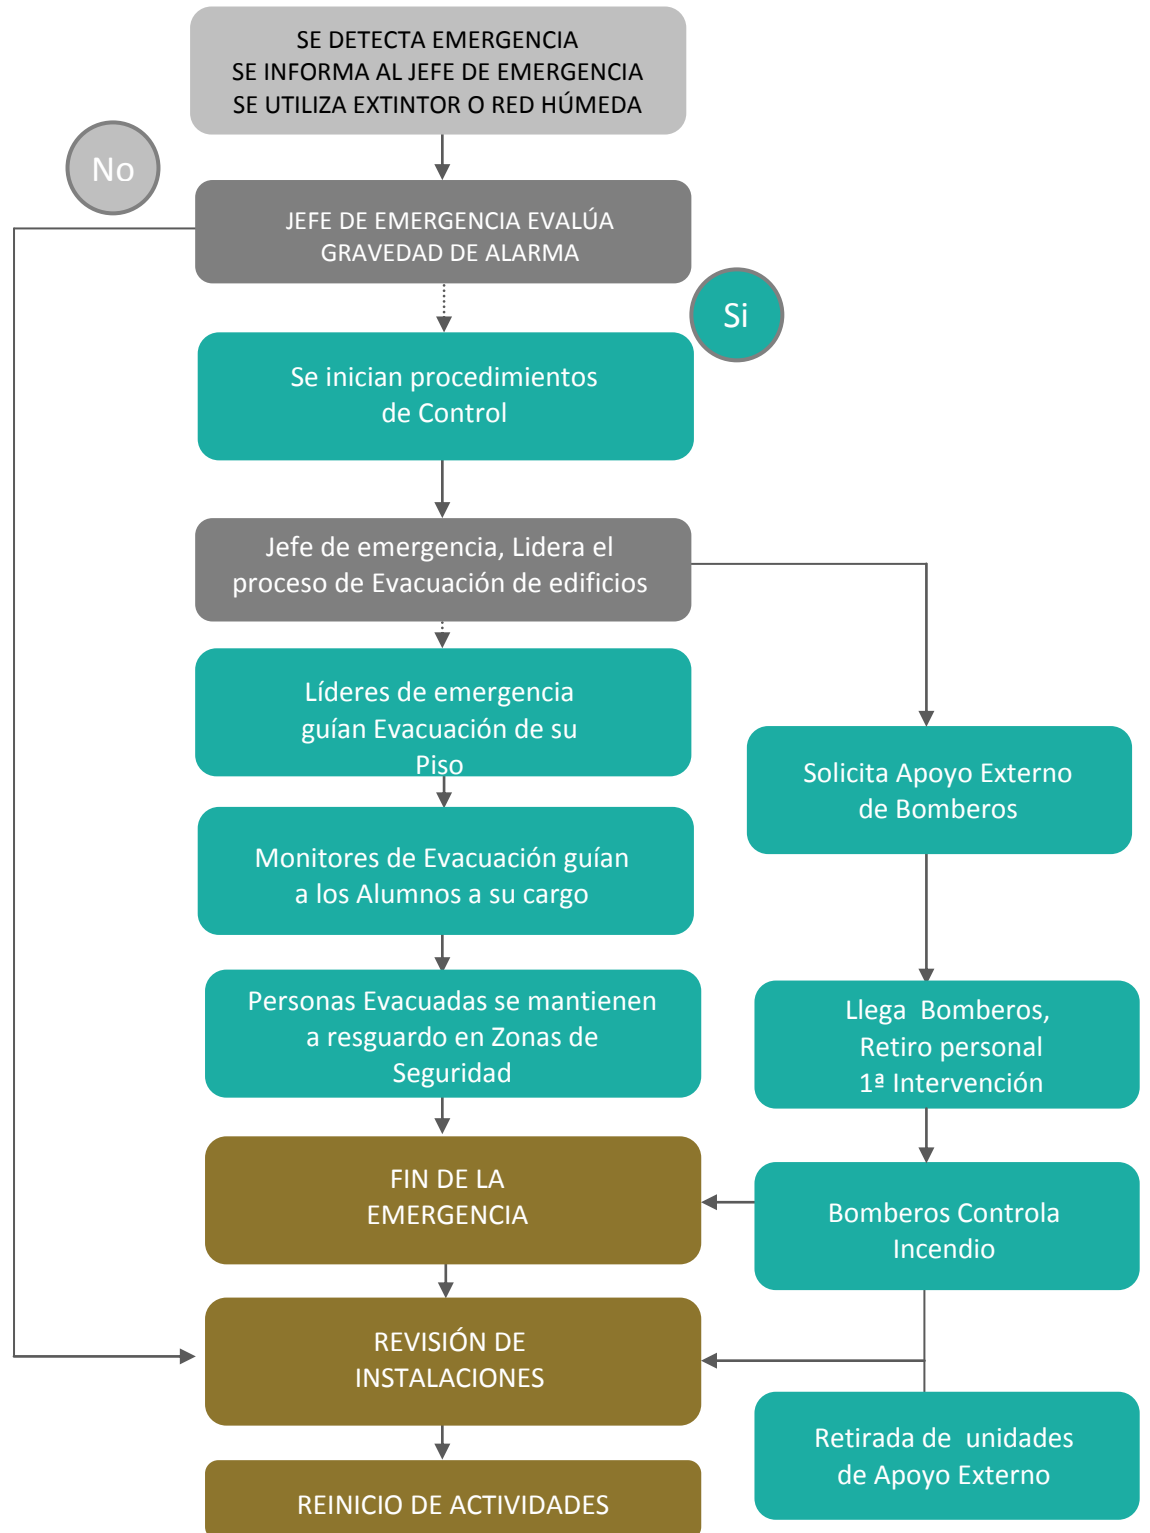 SE DETECTA EMERGENCIA
SE INFORMA AL JEFE DE EMERGENCIA
SE UTILIZA EXTINTOR O RED HÚMEDA
No
JEFE DE EMERGENCIA EVALÚA
GRAVEDAD DE ALARMA
Si
Se inician procedimientos
de Control
Jefe de emergencia, Lidera el
proceso de Evacuación de edificios
Líderes de emergencia
guían Evacuación de su
Piso
Solicita Apoyo Externo
de Bomberos
Monitores de Evacuación guían
a los Alumnos a su cargo
Personas Evacuadas se mantienen
a resguardo en Zonas de
Seguridad
Llega Bomberos,
Retiro personal
1ª Intervención
FIN DE LA
EMERGENCIA
Bomberos Controla
Incendio
REVISIÓN DE
INSTALACIONES
Retirada de unidades
de Apoyo Externo
REINICIO DE ACTIVIDADES